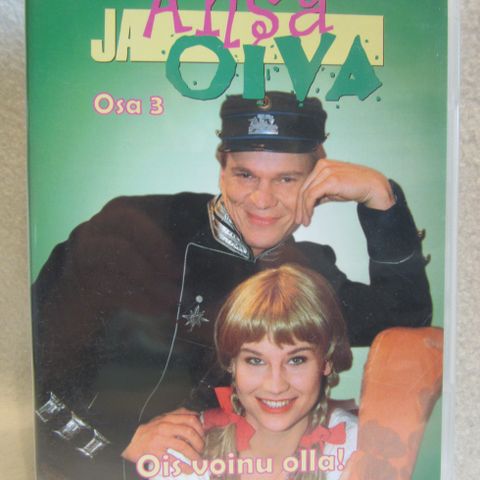 Ansa
JA
OIVA
Osa 3
Ois voinu olla!